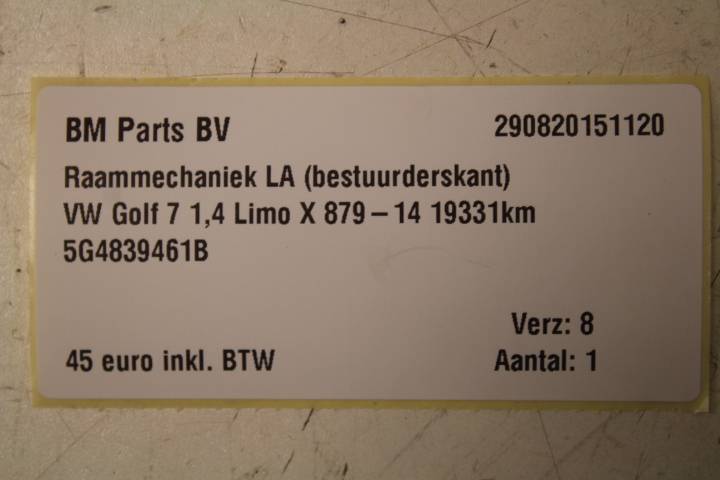 BM Parts BV 290820151120
Raammechaniek LA (bestuurderskant)
VW Golf 7 1,4 Limo X 879 – 14 19331km
5G4839461B
Verz: 8
45 euro inkl. BTW Aantal: 1